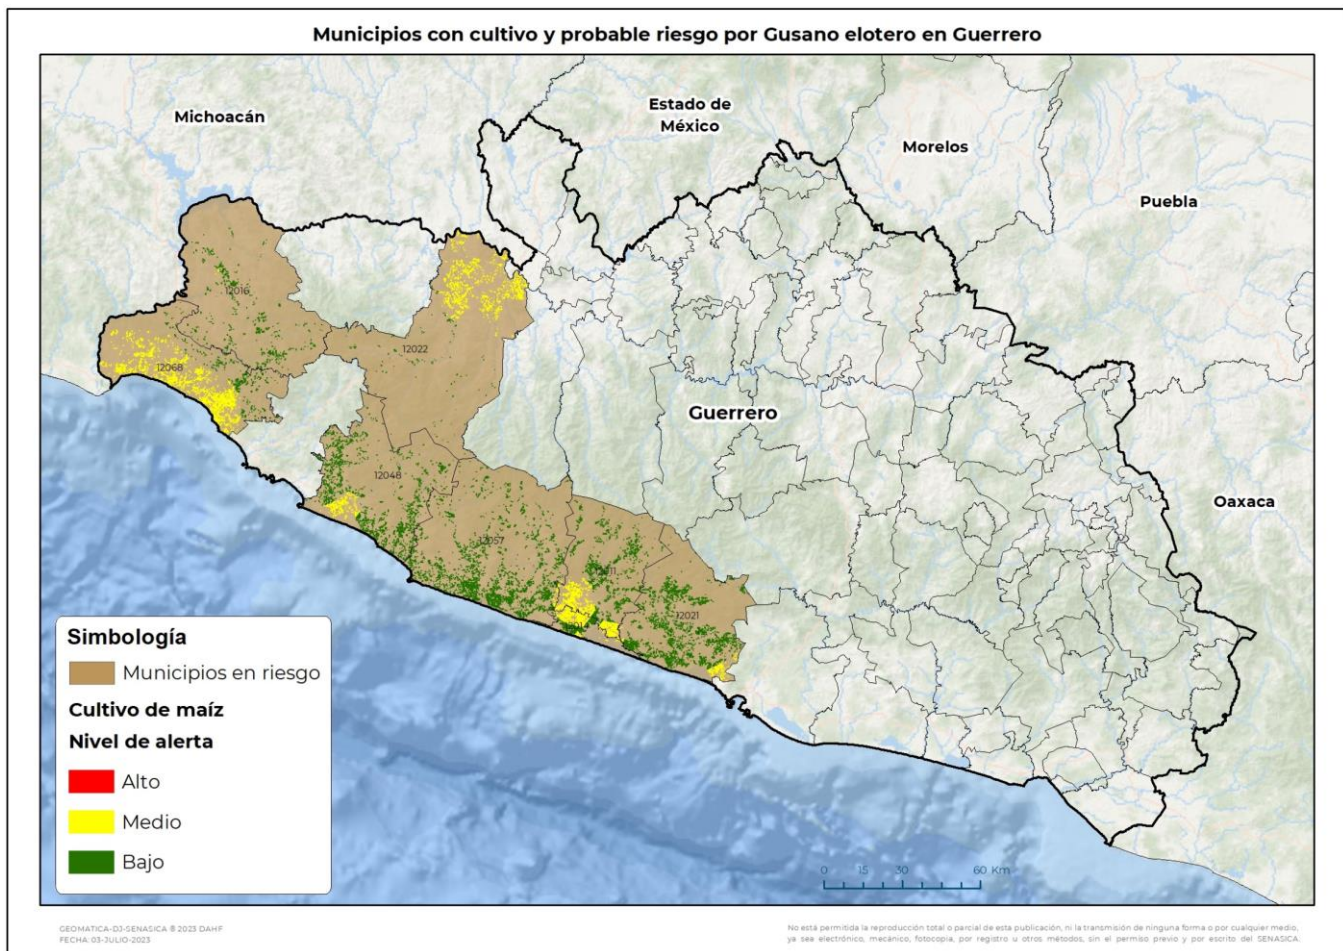 Municipios con cultivo y probable riesgo por Gusano elotero en Guerrero
Michoacán
Estado de
México
Morelos
Puebla
12016
12022
12068
Guerrero
12048
Oaxaca
12057
12021
Simbología
Municipios en riesgo
Cultivo de maíz
Nivel de alerta
Alto
Medio
Bajo
0 15 30 60 Km
GEOMATICA-DJ-SENASICA ® 2023 DAHF
FECHA: 03-JULIO-2023
No está permitida la reproducción total o parcial de esta publicación, ni la transmisión de ninguna forma o por cualquier medio,
ya sea electrónico, mecánico, fotocopia, por registro u otros métodos, sin el permiso previo y por escrito del SENASICA.